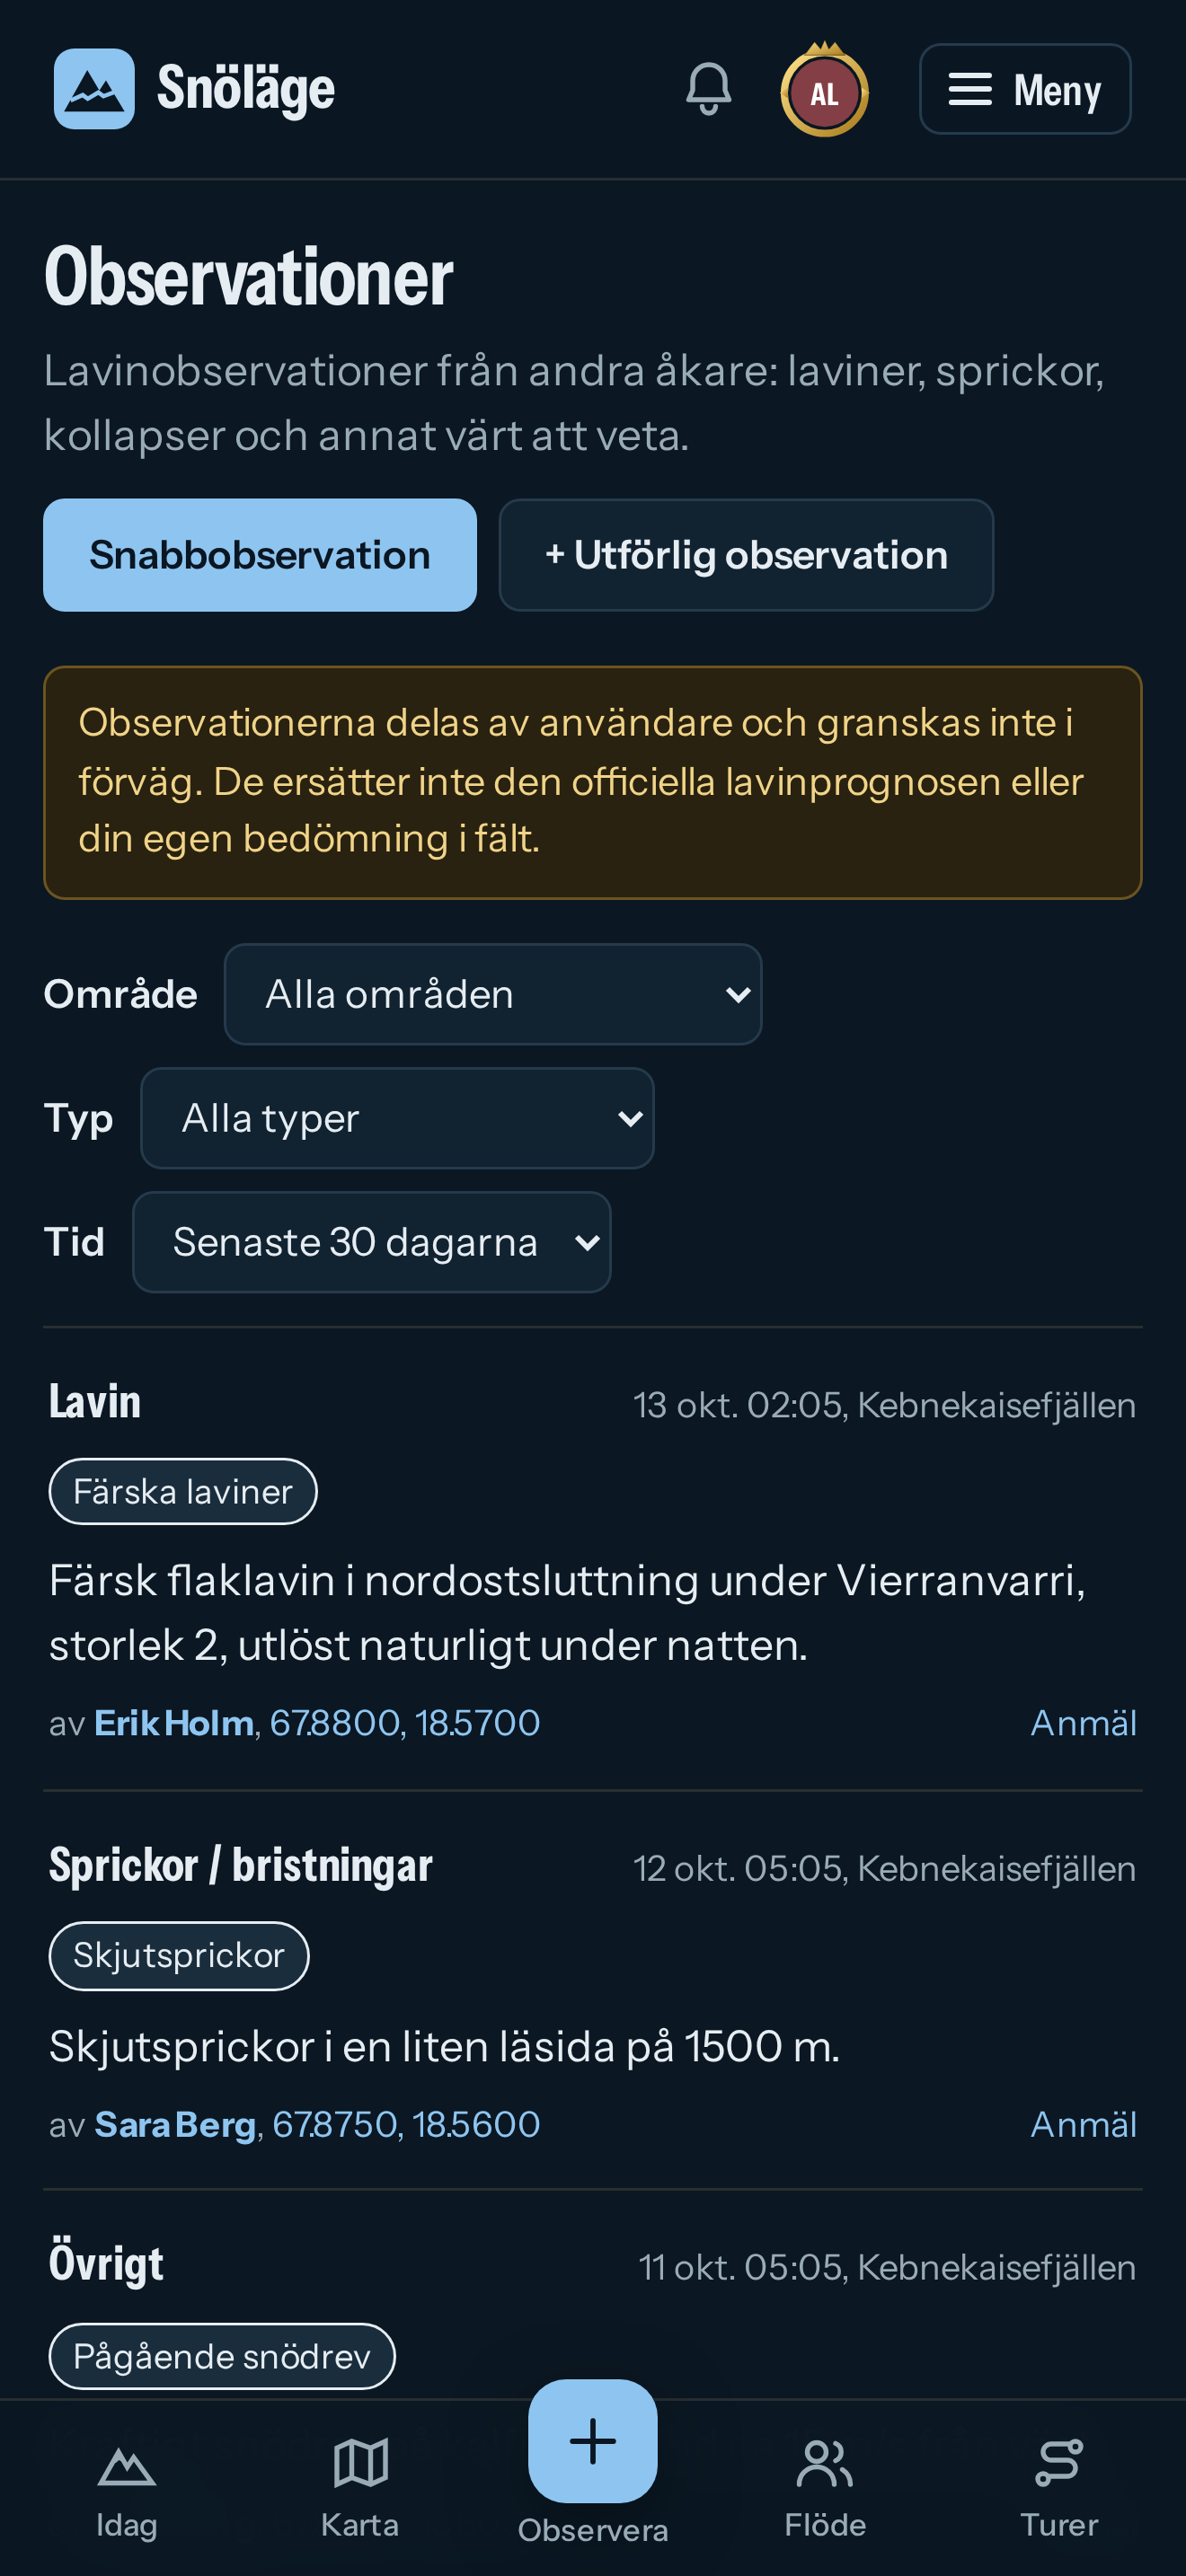 Snöläge
AL
Meny
Observationer
Lavinobservationer från andra åkare: laviner, sprickor,
kollapser och annat värt att veta.
Snabbobservation
+ Utförlig observation
Observationerna delas av användare och granskas inte i
förväg. De ersätter inte den officiella lavinprognosen eller
din egen bedömning i fält.
Område
Alla områden
Typ
Alla typer
Tid
Senaste 30 dagarna
Lavin
13 okt. 02:05, Kebnekaisefjällen
Färska laviner
Färsk flaklavin i nordostsluttning under Vierranvarri,
storlek 2, utlöst naturligt under natten.
av Erik Holm, 67.8800, 18.5700
Anmäl
Sprickor / bristningar
12 okt. 05:05, Kebnekaisefjällen
Skjutsprickor
Skjutsprickor i en liten läsida på 1500 m.
av Sara Berg, 67.8750, 18.5600
Anmäl
Övrigt
11 okt. 05:05, Kebnekaisefjällen
Pågående snödrev
Idag
Karta
Observera
Flöde
Turer